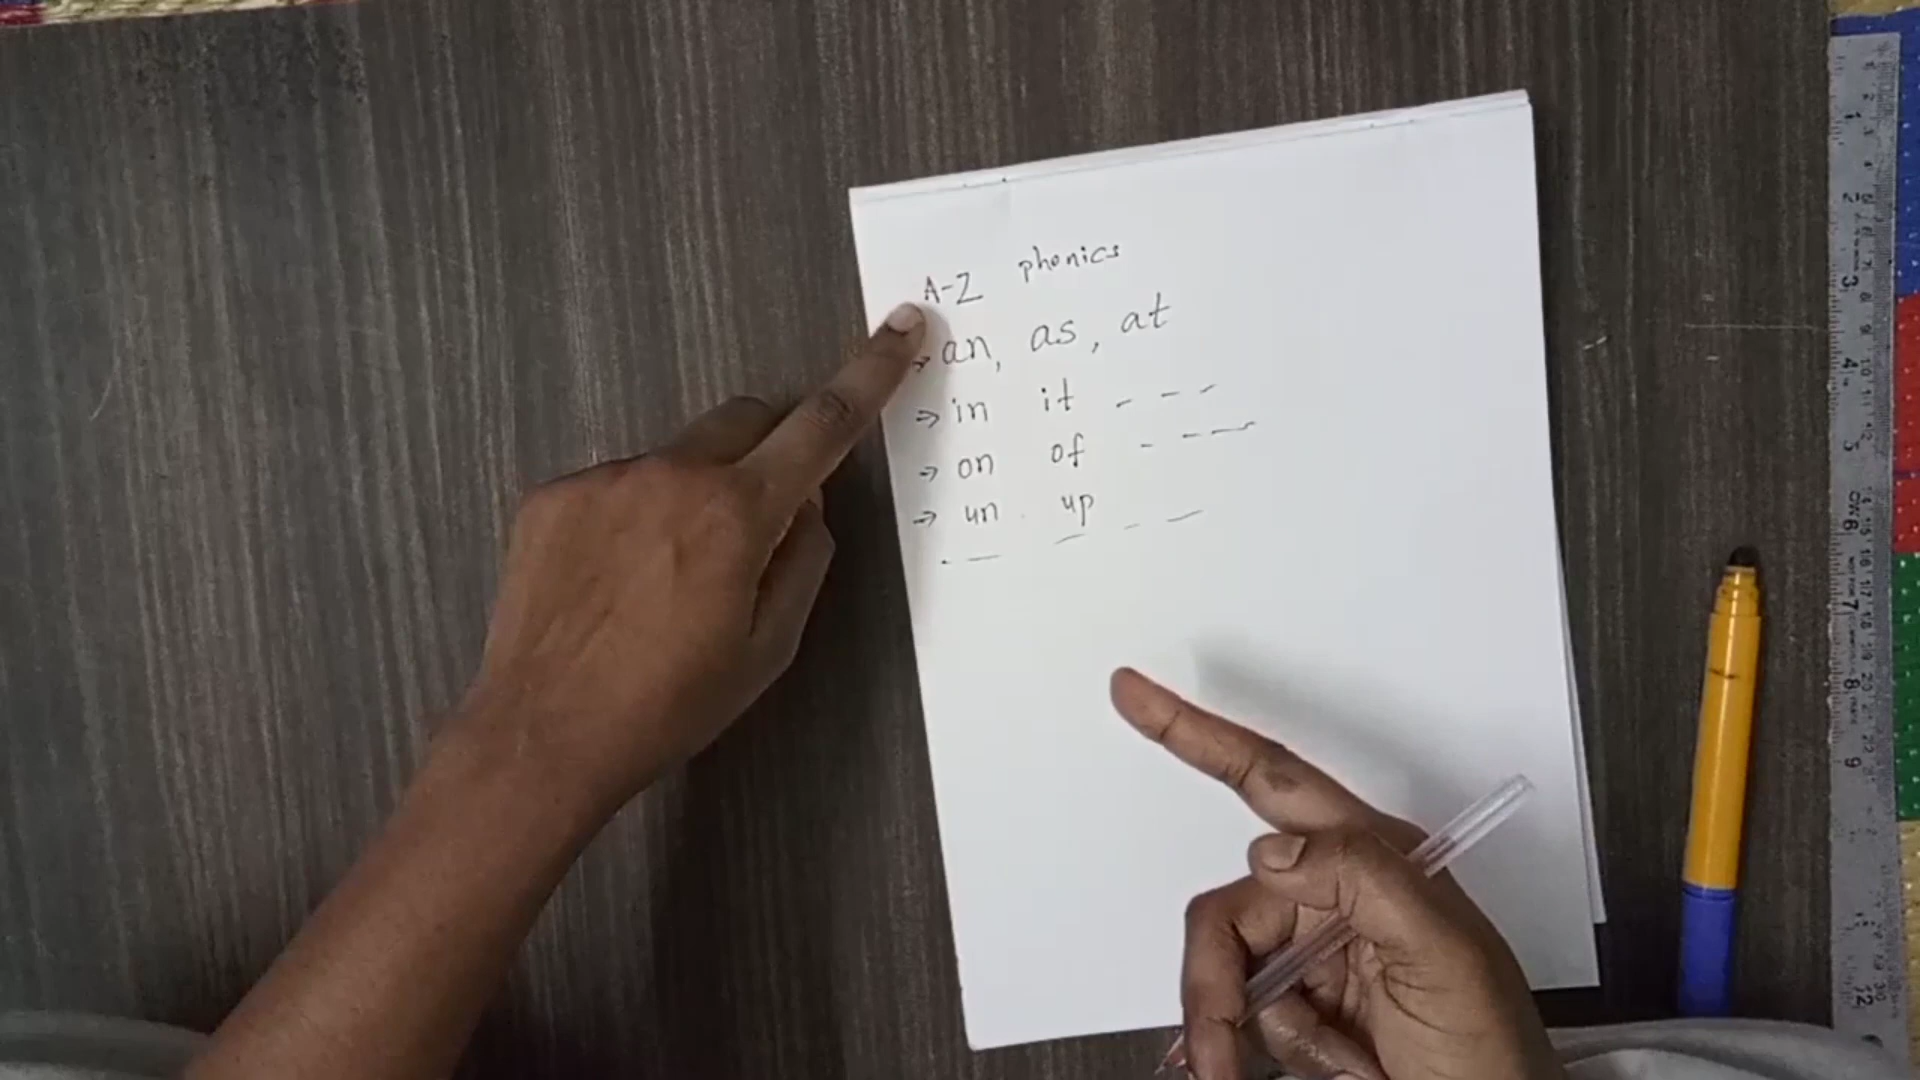 A-Z phonics
→ an, as, at
→ in it - - -
→ on of - - -
→ un up
- - - -